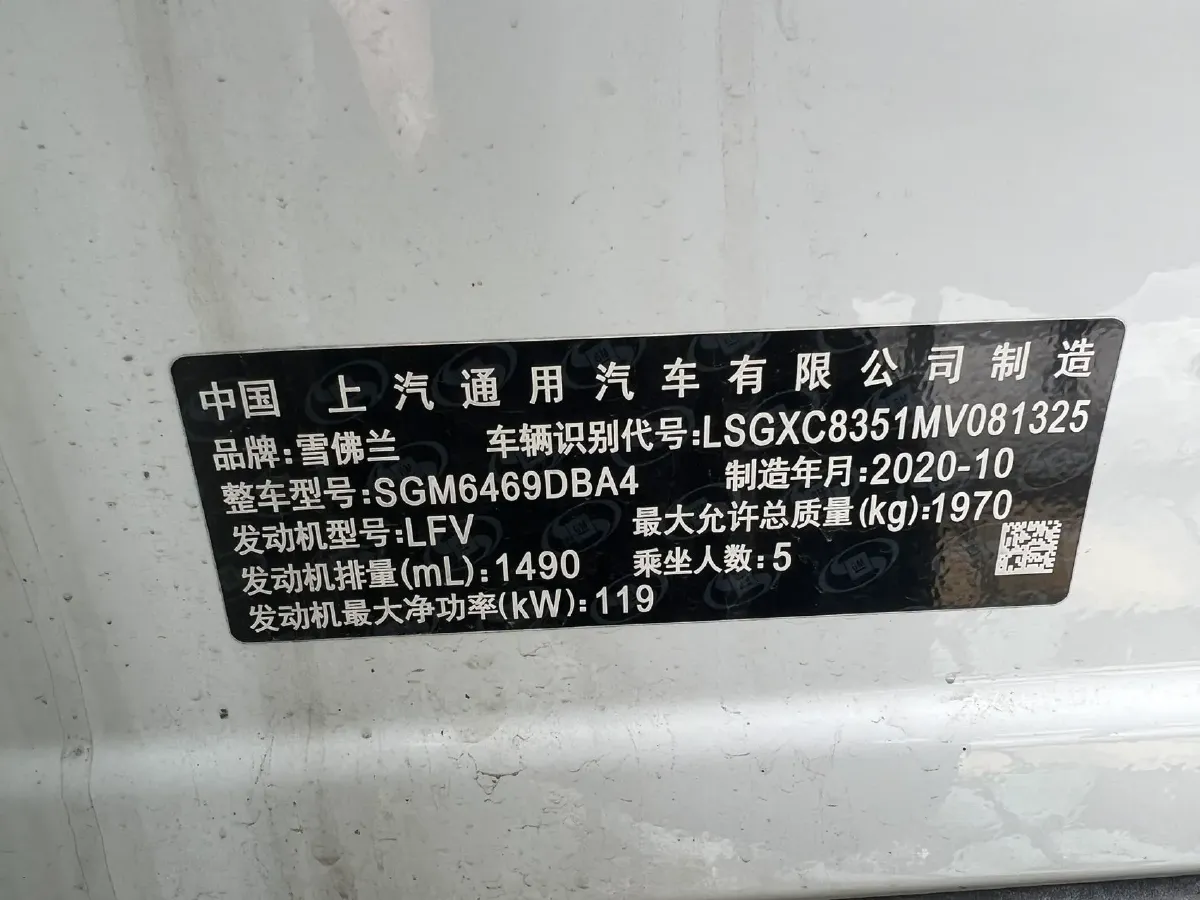 中国 上汽通用汽车有限公司制造
品牌:雪佛兰 车辆识别代号:LSGXC8351MV081325
整车型号:SGM6469DBA4 制造年月:2020-10
发动机型号:LFV 最大允许总质量(kg):1970
发动机排量(mL):1490 乘坐人数:5
发动机最大净功率(kW):119